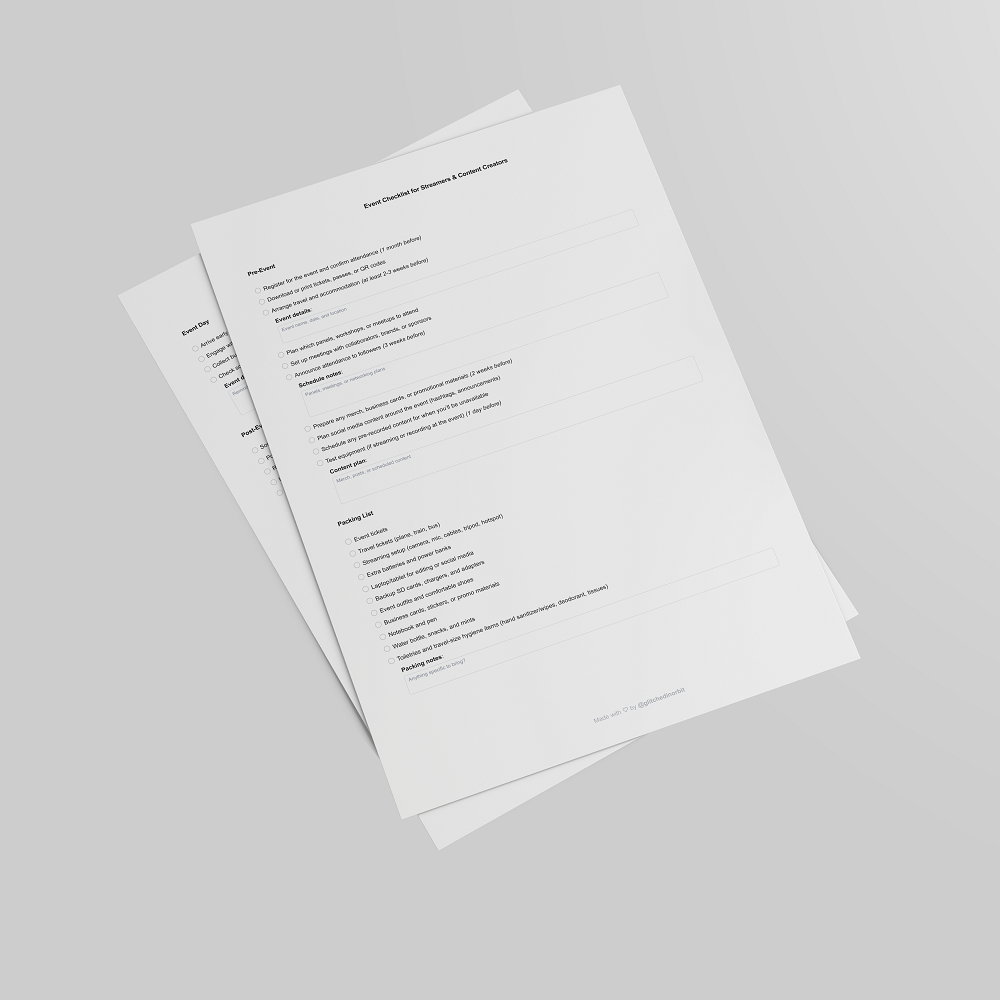 Event Checklist for Streamers & Content Creators
Pre-Event
Register for the event and confirm attendance (1 month before)
Download or print tickets, passes, or QR codes
Arrange travel and accommodation (at least 2-3 weeks before)
Event details:
Event name, date, and location
Plan which panels, workshops, or meetups to attend
Set up meetings with collaborators, brands, or sponsors
Announce attendance to followers (3 weeks before)
Schedule notes:
Panels, meetings, or networking plans
Prepare any merch, business cards, or promotional materials (2 weeks before)
Plan social media content around the event (hashtags, announcements)
Schedule any pre-recorded content for when you'll be unavailable
Test equipment (if streaming or recording at the event) (1 day before)
Content plan:
Merch, posts, or scheduled content
Packing List
Event tickets
Travel tickets (plane, train, bus)
Streaming setup (camera, mic, cables, tripod, hotspot)
Extra batteries and power banks
Laptop/tablet for editing or social media
Backup SD cards, chargers, and adapters
Event outfits and comfortable shoes
Business cards, stickers, or promo materials
Notebook and pen
Water bottle, snacks, and mints
Toiletries and travel-size hygiene items (hand sanitizer/wipes, deodorant, tissues)
Packing notes:
Anything specific to bring?
Made with ♡ by @glitchedinorbit
Event Day
Arrive early
Engage
Collect
Check
Event